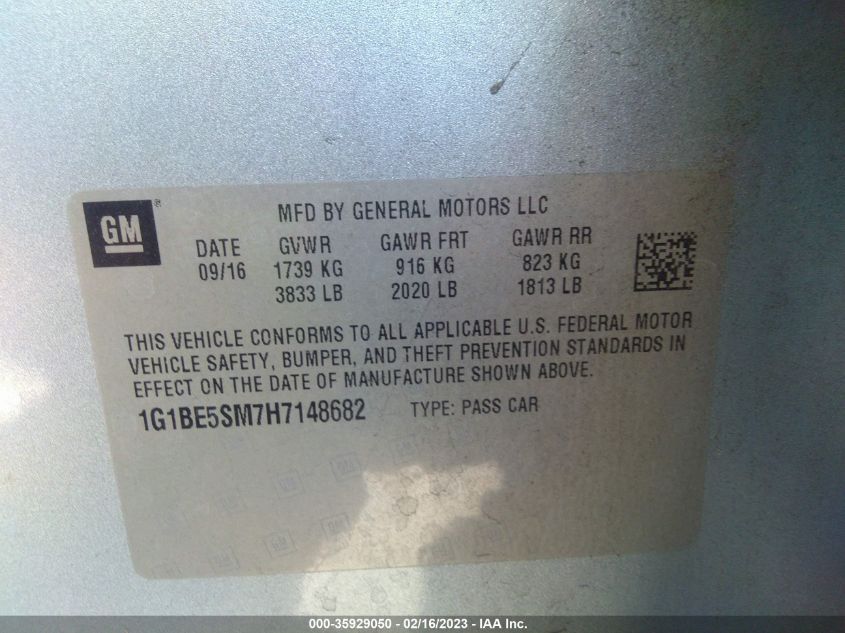 GM®
MFD BY GENERAL MOTORS LLC
DATE GVWR GAWR FRT GAWR RR
09/16 1739 KG 916 KG 823 KG
3833 LB 2020 LB 1813 LB
THIS VEHICLE CONFORMS TO ALL APPLICABLE U.S. FEDERAL MOTOR
VEHICLE SAFETY, BUMPER, AND THEFT PREVENTION STANDARDS IN
EFFECT ON THE DATE OF MANUFACTURE SHOWN ABOVE.
1G1BE5SM7H7148682 TYPE: PASS CAR
000-35929050 - 02/16/2023 - IAA Inc.